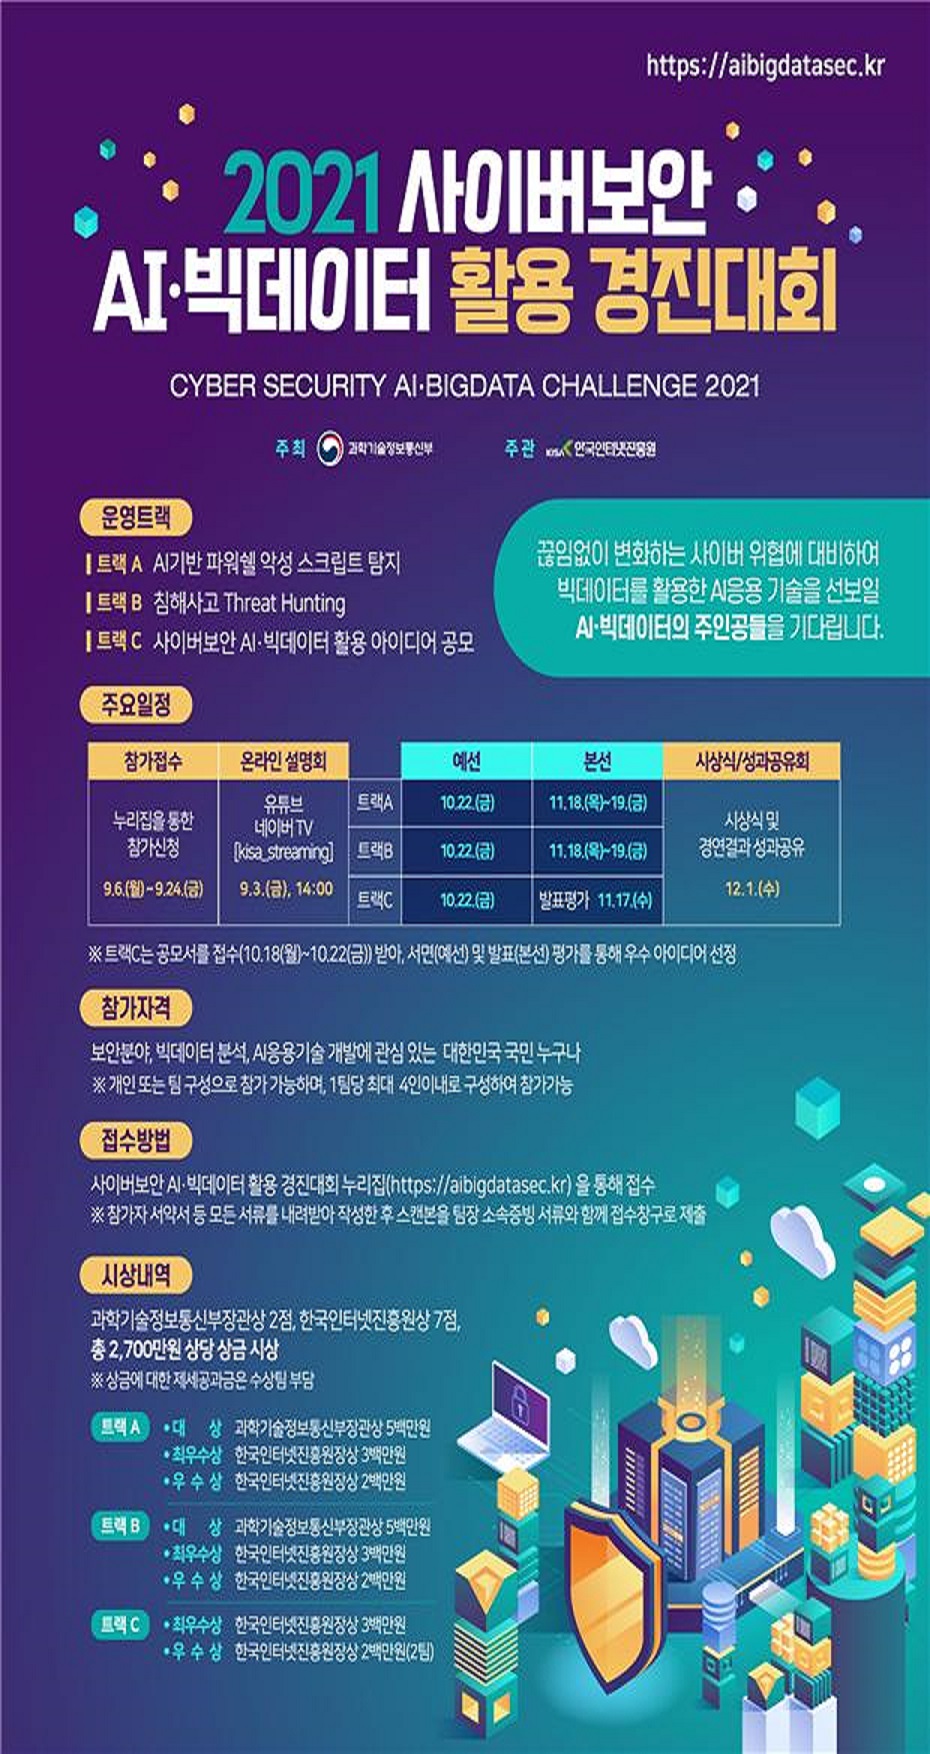 https://aibigdatasec.kr
2021 사이버보안
AI·빅데이터 활용 경진대회
CYBER SECURITY AI·BIGDATA CHALLENGE 2021
주최 과학기술정보통신부 주관 KISA 한국인터넷진흥원
운영트랙
트랙 A AI기반 파워쉘 악성 스크립트 탐지
트랙 B 침해사고 Threat Hunting
트랙 C 사이버보안 AI·빅데이터 활용 아이디어 공모
끊임없이 변화하는 사이버 위협에 대비하여
빅데이터를 활용한 AI응용 기술을 선보일
AI·빅데이터의 주인공들을 기다립니다.
주요일정
참가접수 온라인 설명회 예선 본선 시상식/성과공유회
누리집을 통한
참가신청
9.6.(월)~9.24.(금)
유튜브
네이버 TV
[kisa_streaming]
9.3.(금), 14:00
트랙A 10.22.(금) 11.18.(목)~19.(금)
트랙B 10.22.(금) 11.18.(목)~19.(금)
트랙C 10.22.(금) 발표평가 11.17.(수)
시상식 및
경연결과 성과공유
12.1.(수)
※ 트랙C는 공모서를 접수(10.18(월)~10.22(금)) 받아, 서면(예선) 및 발표(본선) 평가를 통해 우수 아이디어 선정
참가자격
보안분야, 빅데이터 분석, AI응용기술 개발에 관심 있는 대한민국 국민 누구나
※ 개인 또는 팀 구성으로 참가 가능하며, 1팀당 최대 4인이내로 구성하여 참가가능
접수방법
사이버보안 AI·빅데이터 활용 경진대회 누리집(https://aibigdatasec.kr) 을 통해 접수
※ 참가자 서약서 등 모든 서류를 내려받아 작성한 후 스캔본을 팀장 소속증빙 서류와 함께 접수창구로 제출
시상내역
과학기술정보통신부장관상 2점, 한국인터넷진흥원상 7점,
총 2,700만원 상당 상금 시상
※ 상금에 대한 제세공과금은 수상팀 부담
트랙 A • 대 상 과학기술정보통신부장관상 5백만원
• 최우수상 한국인터넷진흥원장상 3백만원
• 우 수 상 한국인터넷진흥원장상 2백만원
트랙 B • 대 상 과학기술정보통신부장관상 5백만원
• 최우수상 한국인터넷진흥원장상 3백만원
• 우 수 상 한국인터넷진흥원장상 2백만원
트랙 C • 최우수상 한국인터넷진흥원장상 3백만원
• 우 수 상 한국인터넷진흥원장상 2백만원(2팀)